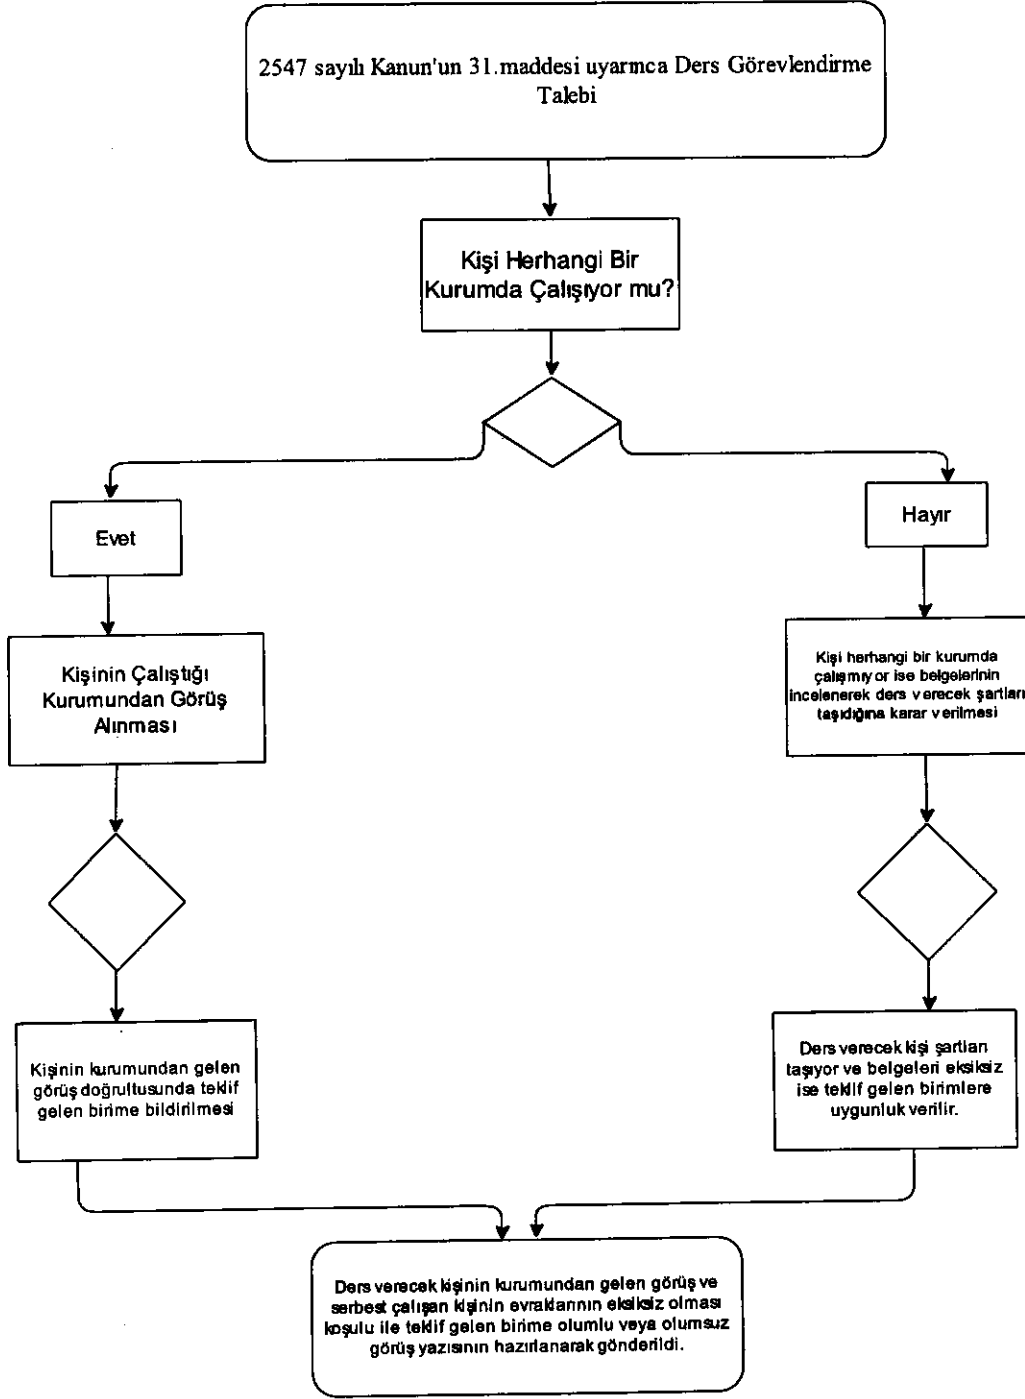 2547 sayılı Kanun'un 31.maddesi uyarınca Ders Görevlendirme
Talebi
Kişi Herhangi Bir
Kurumda Çalışıyor mu?
Evet
Hayır
Kişinin Çalıştığı
Kurumundan Görüş
Alınması
Kişi herhangi bir kurumda
çalışmıyor ise belgelerinin
incelenerek ders verecek şartları
taşıdığına karar verilmesi
Kişinin kurumundan gelen
görüş doğrultusunda teklif
gelen birime bildirilmesi
Ders verecek kişi şartları
taşıyor ve belgeleri eksiksiz
ise teklif gelen birimlere
uygunluk verilir.
Ders verecek kişinin kurumundan gelen görüş ve
serbest çalışan kişinin evraklarının eksiksiz olması
koşulu ile teklif gelen birime olumlu veya olumsuz
görüş yazısının hazırlanarak gönderildi.